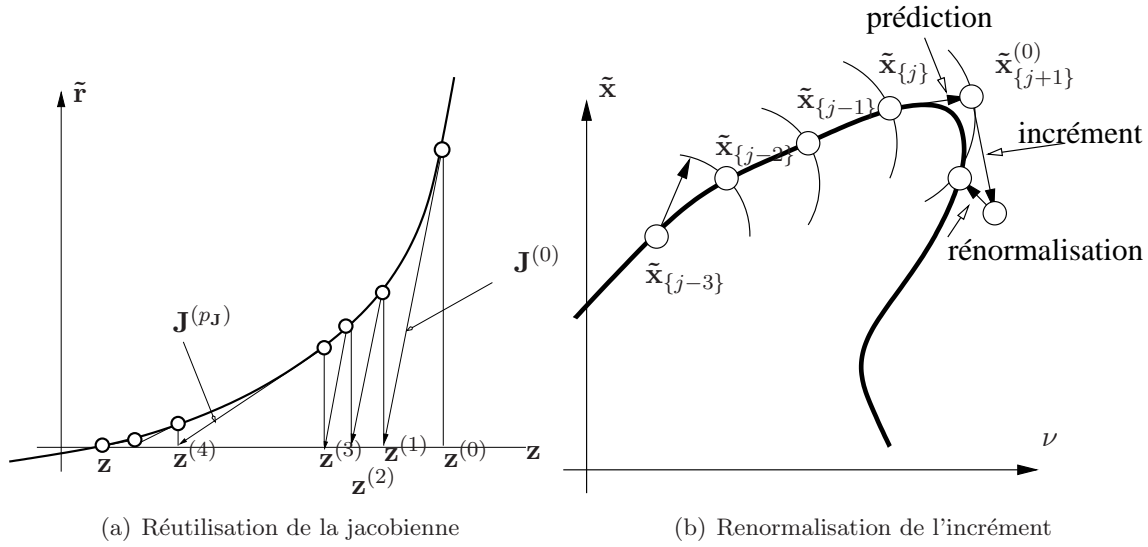 r̃
J^{(0)}
J^{(p_J)}
z
z^{(4)}
z^{(3)}
z^{(2)}
z^{(1)}
z^{(0)}
z
(a) Réutilisation de la jacobienne
prédiction
x̃
x̃_{j}
x̃_{j+1}^{(0)}
x̃_{j−1}
incrément
x̃_{j−2}
rénormalisation
x̃_{j−3}
ν
(b) Renormalisation de l'incrément